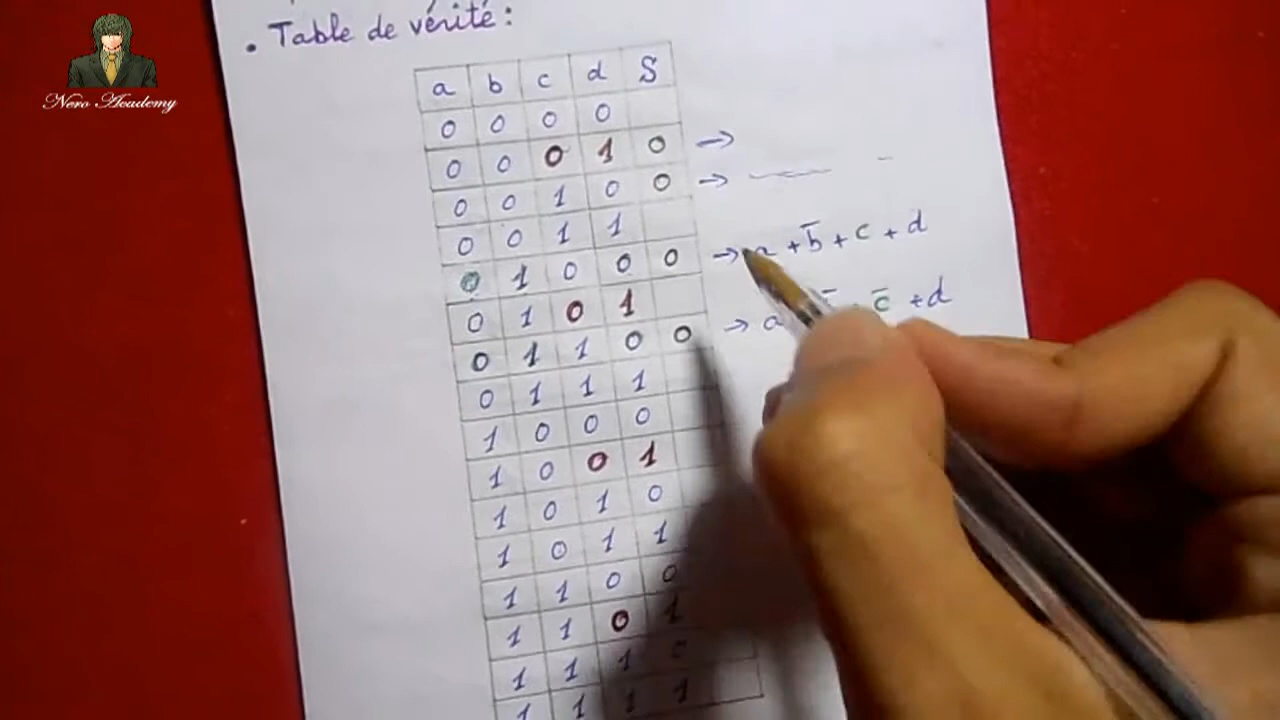 Nero Academy
• Table de vérité :
a b c d S
0 0 0 0
0 0 0 1 0 →
0 0 1 0 0 →
0 0 1 1
0 1 0 0 0 → a + b̅ + c + d
0 1 0 1
0 1 1 0 0 → a c̅ + d
0 1 1 1
1 0 0 0
1 0 0 1
1 0 1 0
1 0 1 1
1 1 0 0
1 1 0 1
1 1 1 0
1 1 1 1